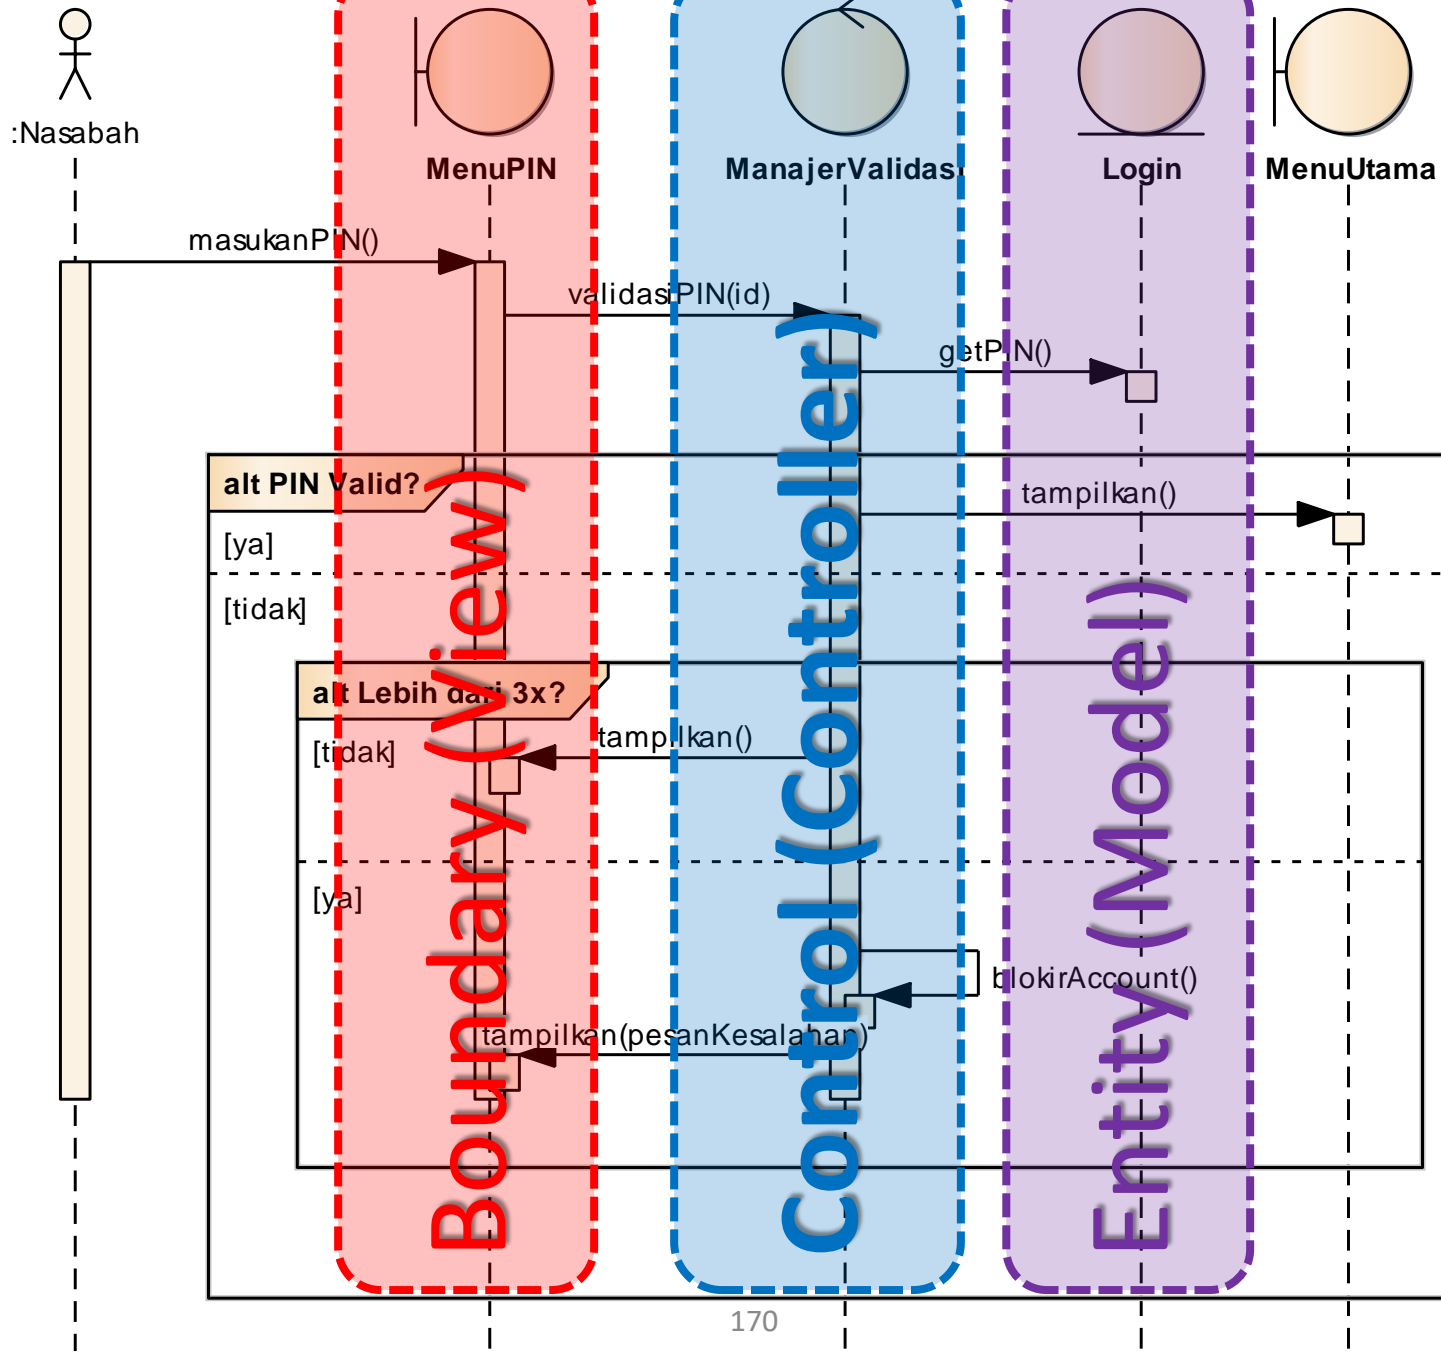 :Nasabah
MenuPIN
ManajerValidasi
Login
MenuUtama
masukanPIN()
validasiPIN(id)
getPIN()
alt PIN Valid?
tampilkan()
[ya]
[tidak]
alt Lebih dari 3x?
[tidak]
tampilkan()
[ya]
blokirAccount()
tampilkan(pesanKesalahan)
Boundary (View)
Control (Controller)
Entity (Model)
170